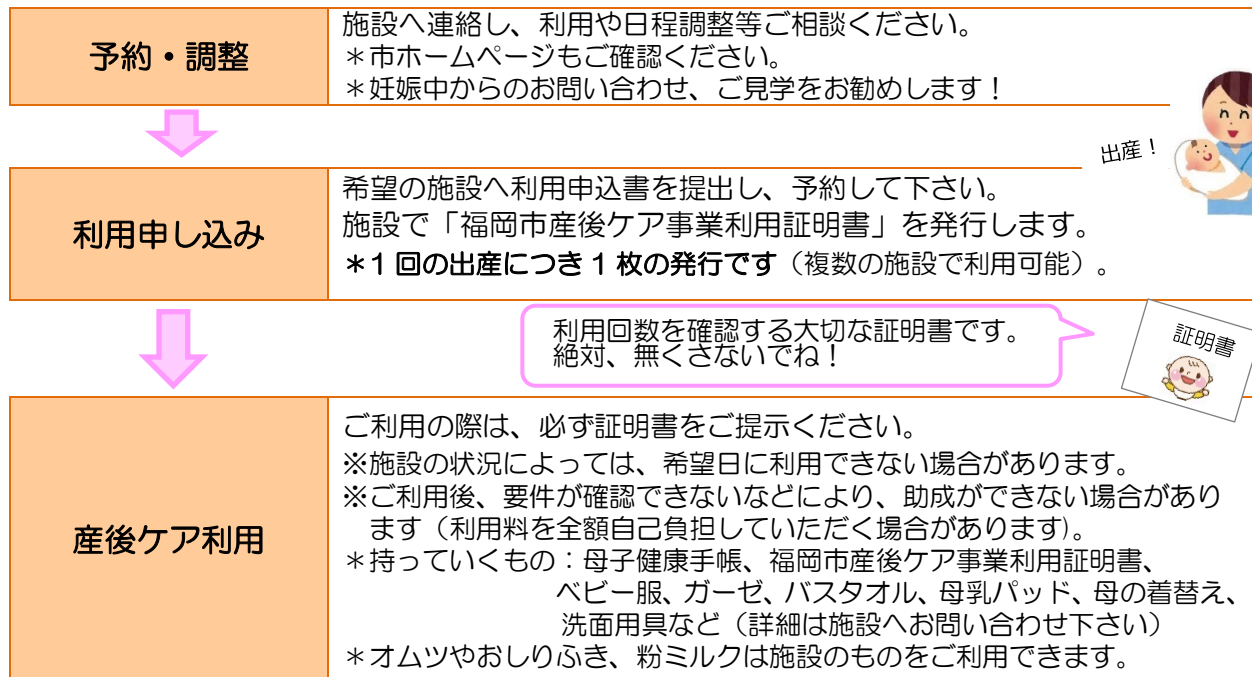 予約・調整
施設へ連絡し、利用や日程調整等ご相談ください。
＊市ホームページもご確認ください。
＊妊娠中からのお問い合わせ、ご見学をお勧めします！
出産！
利用申し込み
希望の施設へ利用申込書を提出し、予約して下さい。
施設で「福岡市産後ケア事業利用証明書」を発行します。
＊1 回の出産につき 1 枚の発行です（複数の施設で利用可能）。
利用回数を確認する大切な証明書です。
絶対、無くさないでね！
証明書
産後ケア利用
ご利用の際は、必ず証明書をご提示ください。
※施設の状況によっては、希望日に利用できない場合があります。
※ご利用後、要件が確認できないなどにより、助成ができない場合があり
ます（利用料を全額自己負担していただく場合があります)。
＊持っていくもの：母子健康手帳、福岡市産後ケア事業利用証明書、
ベビー服、ガーゼ、バスタオル、母乳パッド、母の着替え、
洗面用具など（詳細は施設へお問い合わせ下さい）
＊オムツやおしりふき、粉ミルクは施設のものをご利用できます。